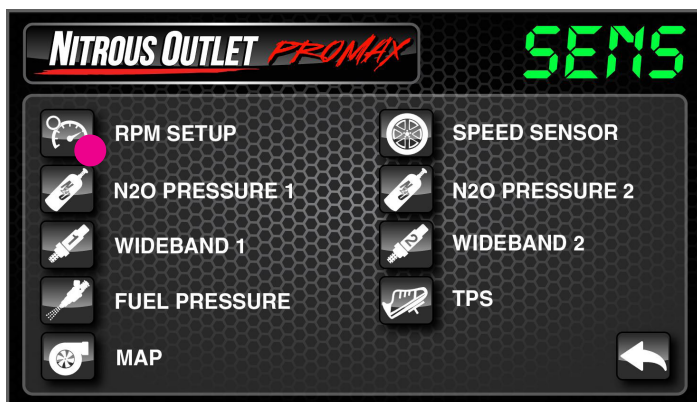 NITROUS OUTLET PROMAX
SENS
RPM SETUP
SPEED SENSOR
N2O PRESSURE 1
N2O PRESSURE 2
WIDEBAND 1
WIDEBAND 2
FUEL PRESSURE
TPS
MAP